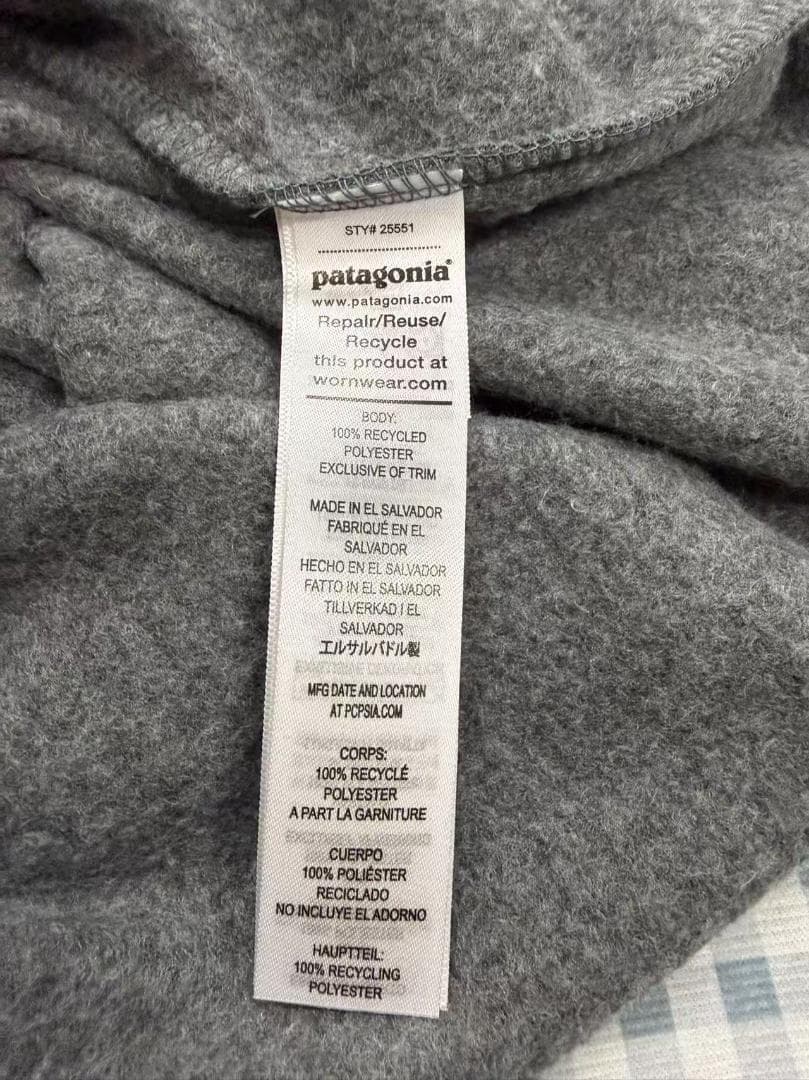 STY# 25551
patagonia®
www.patagonia.com
Repair/Reuse/
Recycle
this product at
wornwear.com
BODY:
100% RECYCLED
POLYESTER
EXCLUSIVE OF TRIM
MADE IN EL SALVADOR
FABRIQUÉ EN EL
SALVADOR
HECHO EN EL SALVADOR
FATTO IN EL SALVADOR
TILLVERKAD I EL
SALVADOR
エルサルバドル製
MFG DATE AND LOCATION
AT PCPSIA.COM
CORPS:
100% RECYCLÉ
POLYESTER
A PART LA GARNITURE
CUERPO
100% POLIÉSTER
RECICLADO
NO INCLUYE EL ADORNO
HAUPTTEIL:
100% RECYCLING
POLYESTER